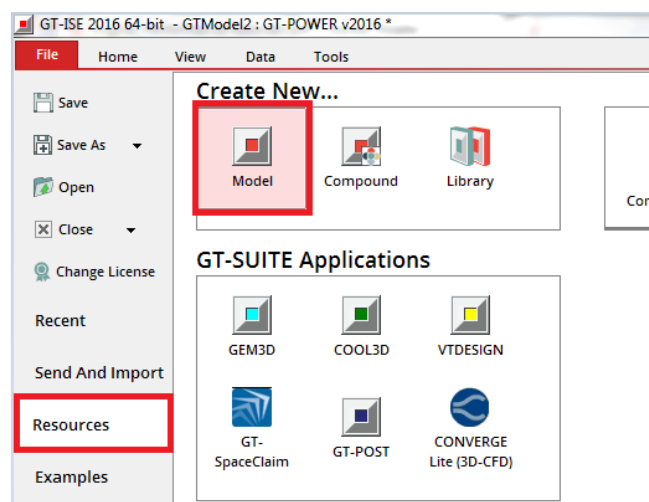 GT-ISE 2016 64-bit - GTModel2 : GT-POWER v2016 *
File Home View Data Tools
Save
Save As
Open
Close
Change License
Recent
Send And Import
Resources
Examples
Create New...
Model Compound Library
GT-SUITE Applications
GEM3D COOL3D VTDESIGN
GT-
SpaceClaim
GT-POST
CONVERGE
Lite (3D-CFD)